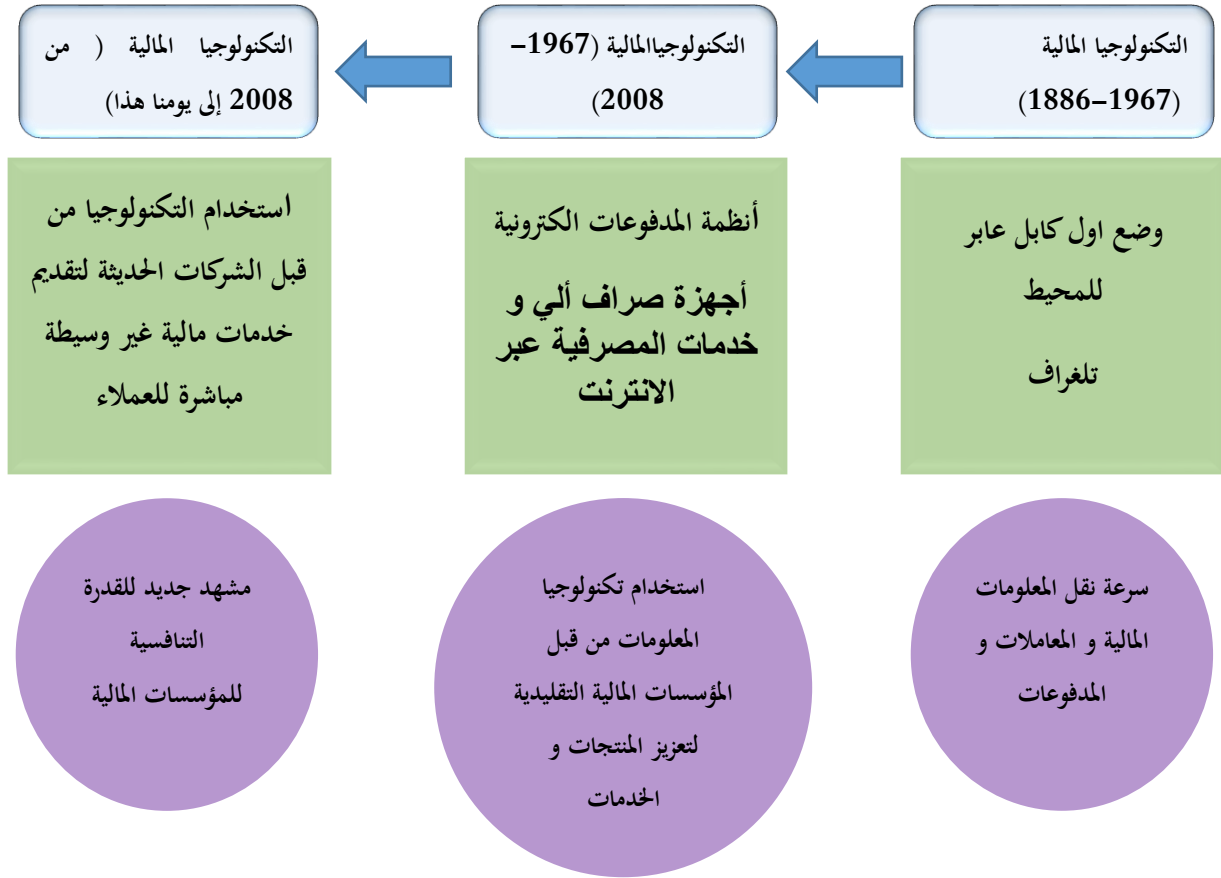 التكنولوجيا المالية
(1886–1967)
التكنولوجياالمالية (1967–
2008)
التكنولوجيا المالية ( من
2008 إلى يومنا هذا)
وضع اول كابل عابر
للمحيط
تلغراف
أنظمة المدفوعات الكترونية
أجهزة صراف ألي و
خدمات المصرفية عبر
الانترنت
استخدام التكنولوجيا من
قبل الشركات الحديثة لتقديم
خدمات مالية غير وسيطة
مباشرة للعملاء
سرعة نقل المعلومات
المالية و المعاملات و
المدفوعات
استخدام تكنولوجيا
المعلومات من قبل
المؤسسات المالية التقليدية
لتعزيز المنتجات و
الخدمات
مشهد جديد للقدرة
التنافسية
للمؤسسات المالية